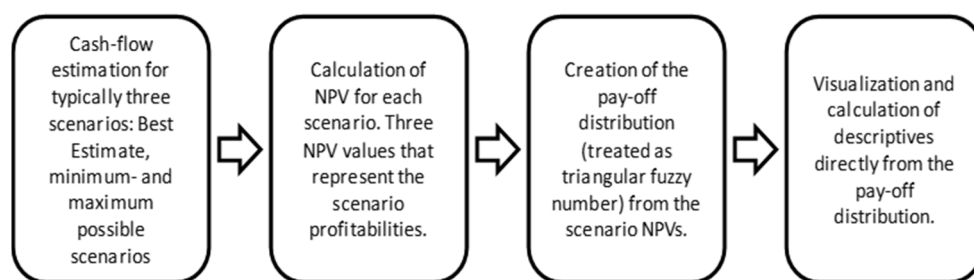 Cash-flow
estimation for
typically three
scenarios: Best
Estimate,
minimum- and
maximum
possible
scenarios
Calculation of
NPV for each
scenario. Three
NPV values that
represent the
scenario
profitabilities.
Creation of the
pay-off
distribution
(treated as
triangular fuzzy
number) from the
scenario NPVs.
Visualization and
calculation of
descriptives
directly from the
pay-off
distribution.